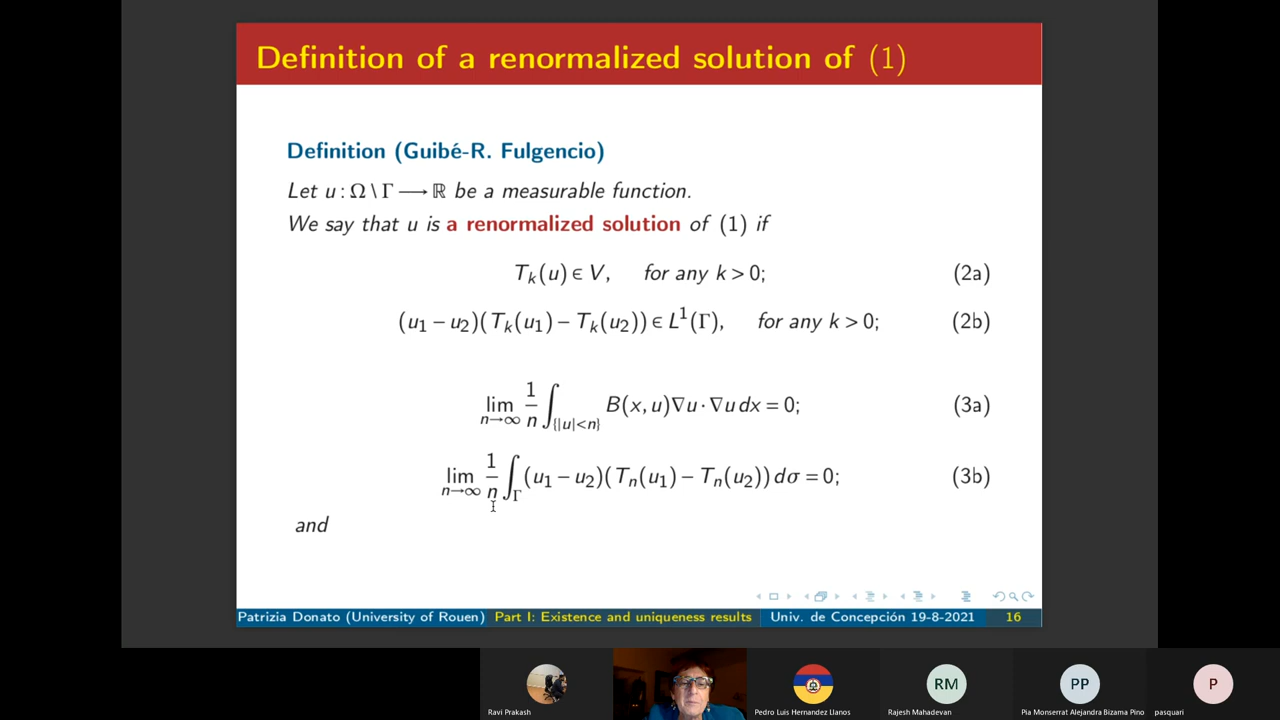 Definition of a renormalized solution of (1)
Definition (Guibé-R. Fulgencio)
Let u : Ω \ Γ ⟶ ℝ be a measurable function.
We say that u is a renormalized solution of (1) if
T_k(u) ∈ V, for any k > 0; (2a)
(u_1 − u_2)(T_k(u_1) − T_k(u_2)) ∈ L^1(Γ), for any k > 0; (2b)
lim_{n→∞} 1/n ∫_{{|u|<n}} B(x, u)∇u · ∇u dx = 0; (3a)
lim_{n→∞} 1/n ∫_Γ (u_1 − u_2)(T_n(u_1) − T_n(u_2)) dσ = 0; (3b)
and
Patrizia Donato (University of Rouen) Part I: Existence and uniqueness results Univ. de Concepción 19-8-2021 16
RM PP P
Ravi Prakash Pedro Luis Hernandez Llanos Rajesh Mahadevan Pia Monserrat Alejandra Bizama Pino pasquari